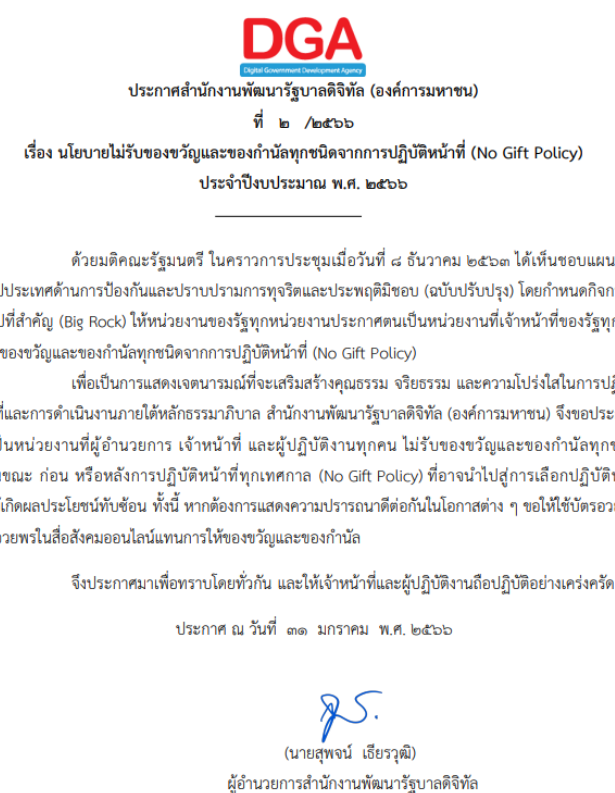 DGA
Digital Government Development Agency
ประกาศสำนักงานพัฒนารัฐบาลดิจิทัล (องค์การมหาชน)
ที่ ๒ /๒๕๖๖
เรื่อง นโยบายไม่รับของขวัญและของกำนัลทุกชนิดจากการปฏิบัติหน้าที่ (No Gift Policy)
ประจำปีงบประมาณ พ.ศ. ๒๕๖๖
ด้วยมติคณะรัฐมนตรี ในคราวการประชุมเมื่อวันที่ ๘ ธันวาคม ๒๕๖๓ ได้เห็นชอบแผน
ประเทศด้านการป้องกันและปราบปรามการทุจริตและประพฤติมิชอบ (ฉบับปรับปรุง) โดยกำหนดกิจก
ที่สำคัญ (Big Rock) ให้หน่วยงานของรัฐทุกหน่วยงานประกาศตนเป็นหน่วยงานที่เจ้าหน้าที่ของรัฐทุก
ของขวัญและของกำนัลทุกชนิดจากการปฏิบัติหน้าที่ (No Gift Policy)
เพื่อเป็นการแสดงเจตนารมณ์ที่จะเสริมสร้างคุณธรรม จริยธรรม และความโปร่งใสในการปฏิ
ที่และการดำเนินงานภายใต้หลักธรรมาภิบาล สำนักงานพัฒนารัฐบาลดิจิทัล (องค์การมหาชน) จึงขอประ
เป็นหน่วยงานที่ผู้อำนวยการ เจ้าหน้าที่ และผู้ปฏิบัติงานทุกคน ไม่รับของขวัญและของกำนัลทุกช
ขณะ ก่อน หรือหลังการปฏิบัติหน้าที่ทุกเทศกาล (No Gift Policy) ที่อาจนำไปสู่การเลือกปฏิบัติห
เกิดผลประโยชน์ทับซ้อน ทั้งนี้ หากต้องการแสดงความปรารถนาดีต่อกันในโอกาสต่าง ๆ ขอให้ใช้บัตรอว
วยพรในสื่อสังคมออนไลน์แทนการให้ของขวัญและของกำนัล
จึงประกาศมาเพื่อทราบโดยทั่วกัน และให้เจ้าหน้าที่และผู้ปฏิบัติงานถือปฏิบัติอย่างเคร่งครัด
ประกาศ ณ วันที่ ๓๑ มกราคม พ.ศ. ๒๕๖๖
(นายสุพจน์ เธียรวุฒิ)
ผู้อำนวยการสำนักงานพัฒนารัฐบาลดิจิทัล